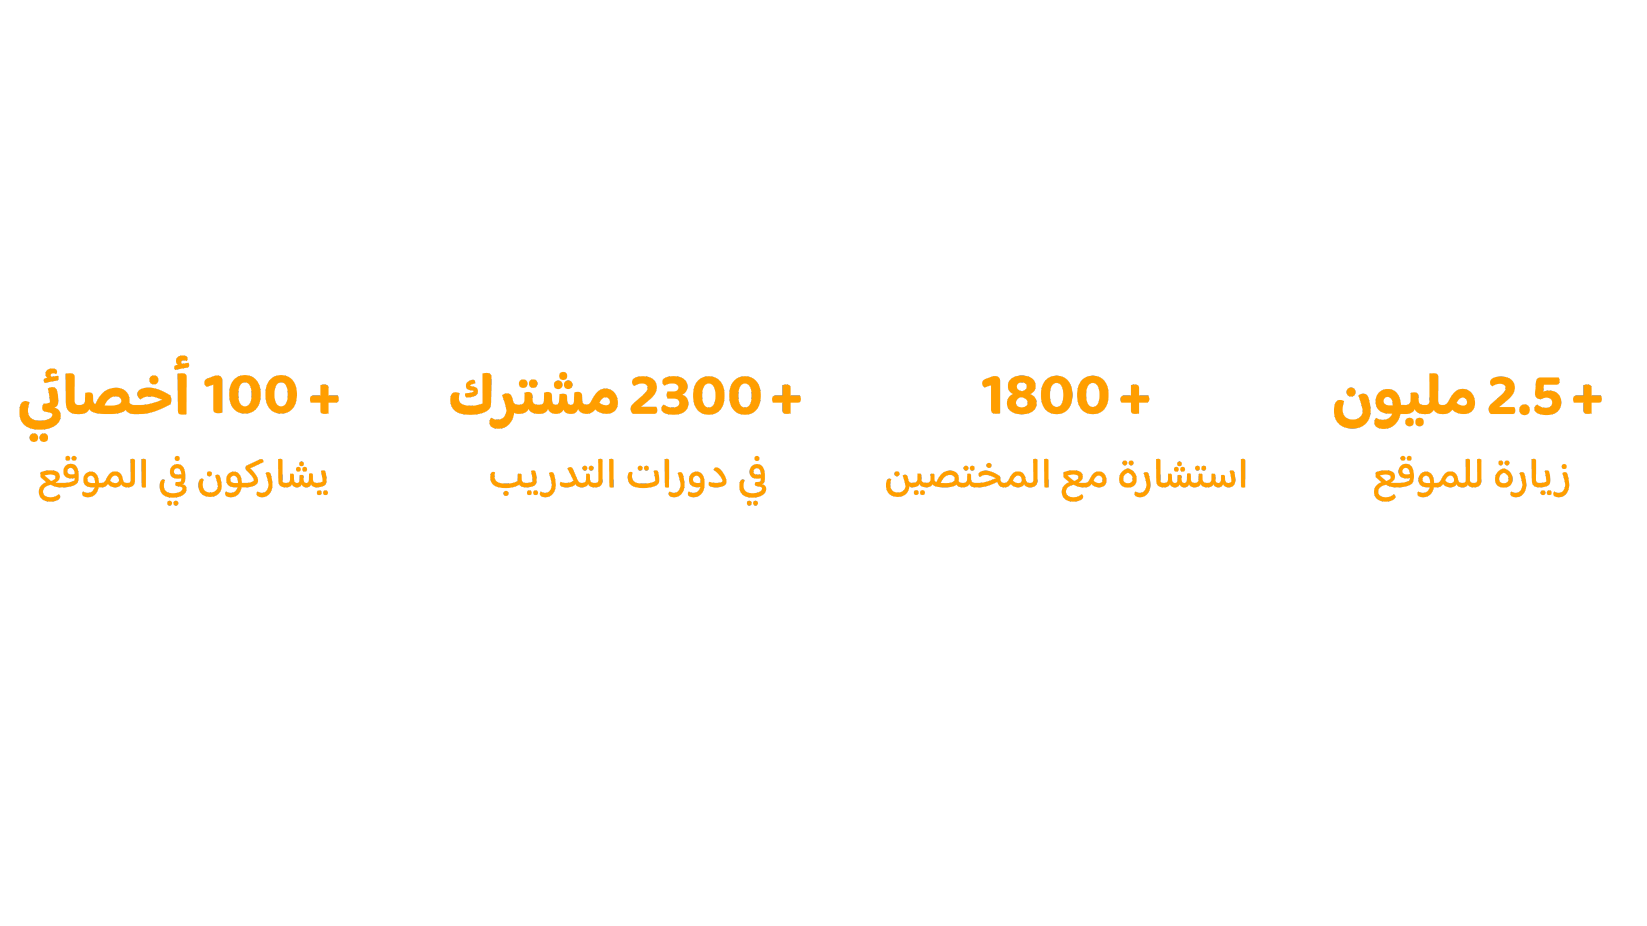 + 2.5 مليون
زيارة للموقع
+ 1800
استشارة مع المختصين
+ 2300 مشترك
في دورات التدريب
+ 100 أخصائي
يشاركون في الموقع